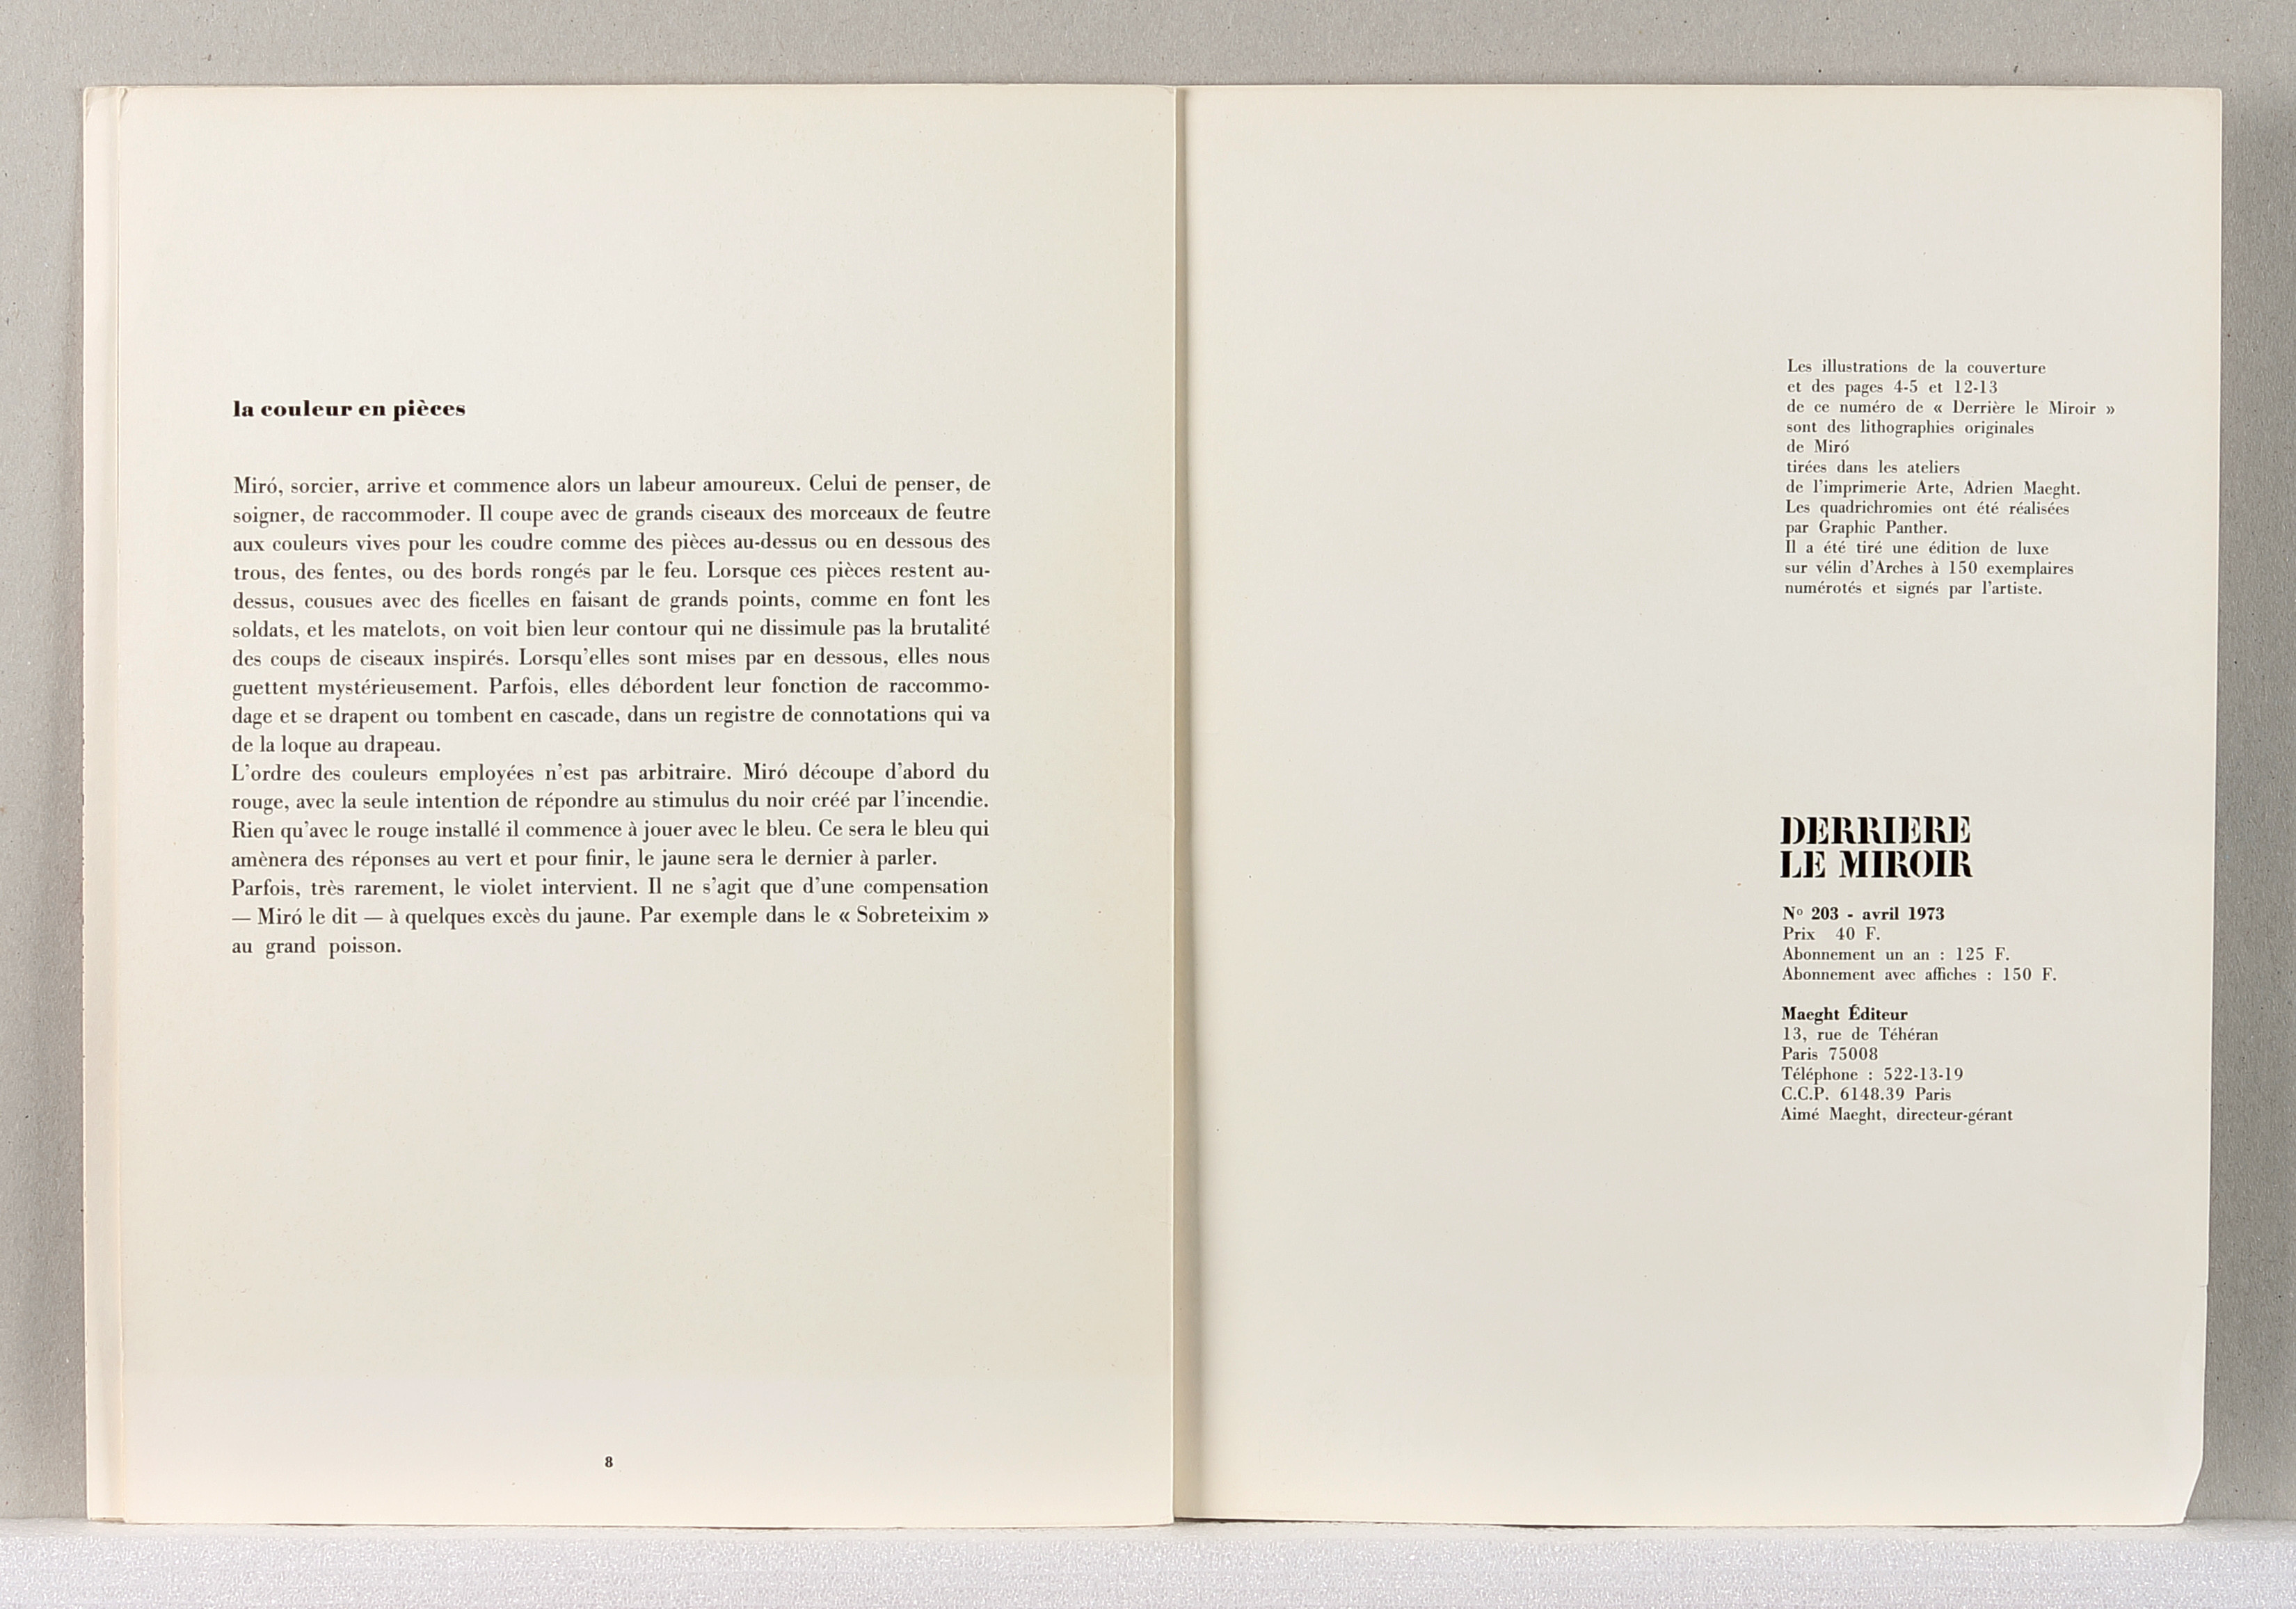 la couleur en pièces
Miró, sorcier, arrive et commence alors un labeur amoureux. Celui de penser, de
soigner, de raccommoder. Il coupe avec de grands ciseaux des morceaux de feutre
aux couleurs vives pour les coudre comme des pièces au-dessus ou en dessous des
trous, des fentes, ou des bords rongés par le feu. Lorsque ces pièces restent au-
dessus, cousues avec des ficelles en faisant de grands points, comme en font les
soldats, et les matelots, on voit bien leur contour qui ne dissimule pas la brutalité
des coups de ciseaux inspirés. Lorsqu'elles sont mises par en dessous, elles nous
guettent mystérieusement. Parfois, elles débordent leur fonction de raccommo-
dage et se drapent ou tombent en cascade, dans un registre de connotations qui va
de la loque au drapeau.
L'ordre des couleurs employées n'est pas arbitraire. Miró découpe d'abord du
rouge, avec la seule intention de répondre au stimulus du noir créé par l'incendie.
Rien qu'avec le rouge installé il commence à jouer avec le bleu. Ce sera le bleu qui
amènera des réponses au vert et pour finir, le jaune sera le dernier à parler.
Parfois, très rarement, le violet intervient. Il ne s'agit que d'une compensation
— Miró le dit — à quelques excès du jaune. Par exemple dans le « Sobreteixim »
au grand poisson.
8
Les illustrations de la couverture
et des pages 4-5 et 12-13
de ce numéro de « Derrière le Miroir »
sont des lithographies originales
de Miró
tirées dans les ateliers
de l'imprimerie Arte, Adrien Maeght.
Les quadrichromies ont été réalisées
par Graphic Panther.
Il a été tiré une édition de luxe
sur vélin d'Arches à 150 exemplaires
numérotés et signés par l'artiste.
DERRIERE
LE MIROIR
Nº 203 - avril 1973
Prix 40 F.
Abonnement un an : 125 F.
Abonnement avec affiches : 150 F.
Maeght Éditeur
13, rue de Téhéran
Paris 75008
Téléphone : 522-13-19
C.C.P. 6148.39 Paris
Aimé Maeght, directeur-gérant